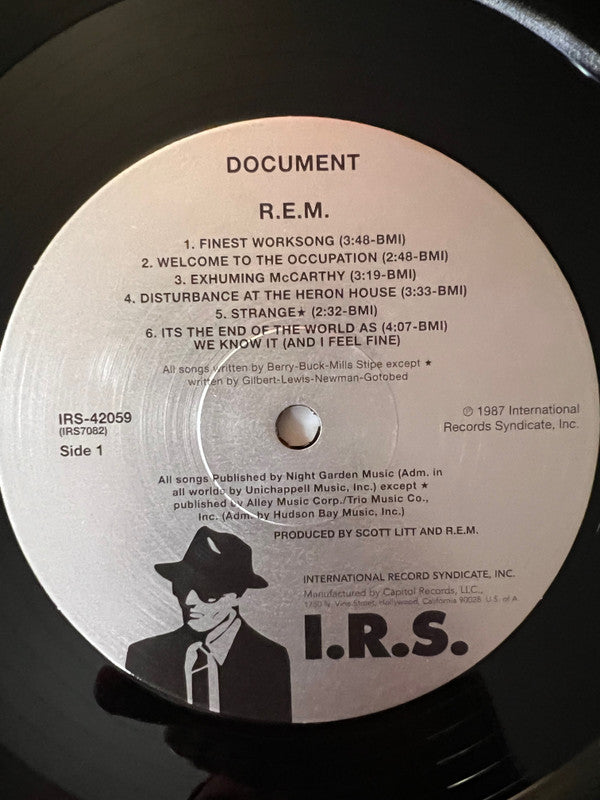 DOCUMENT
R.E.M.
1. FINEST WORKSONG (3:48-BMI)
2. WELCOME TO THE OCCUPATION (2:48-BMI)
3. EXHUMING McCARTHY (3:19-BMI)
4. DISTURBANCE AT THE HERON HOUSE (3:33-BMI)
5. STRANGE★ (2:32-BMI)
6. ITS THE END OF THE WORLD AS (4:07-BMI)
WE KNOW IT (AND I FEEL FINE)
All songs written by Berry-Buck-Mills Stipe except ★
written by Gilbert-Lewis-Newman-Gotobed
IRS-42059
(IRS7082)
Side 1
℗ 1987 International
Records Syndicate, Inc.
All songs Published by Night Garden Music (Adm. in
all worlds by Unichappell Music, Inc.) except ★
published by Alley Music Corp./Trio Music Co.,
Inc. (Adm. by Hudson Bay Music, Inc.)
PRODUCED BY SCOTT LITT AND R.E.M.
INTERNATIONAL RECORD SYNDICATE, INC.
Manufactured by Capitol Records, LLC.,
1750 N. Vine Street, Hollywood, California 90028. U.S. of A
I.R.S.